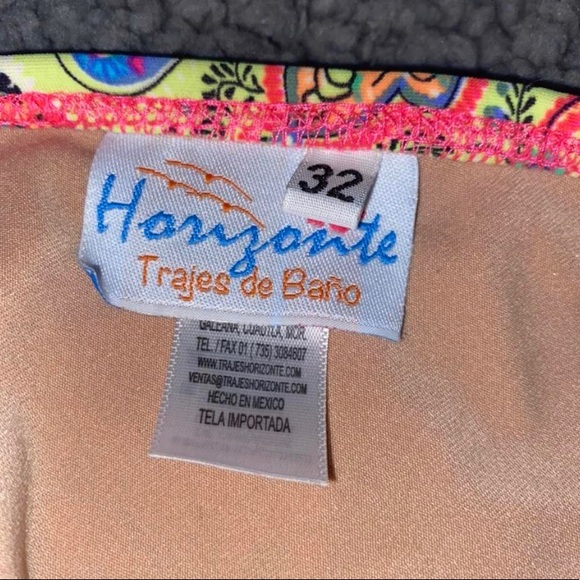 32
Horizonte
Trajes de Baño
GALEANA, CUAUTLA, MOR.
TEL. / FAX 01 ( 735) 3084607
WWW.TRAJESHORIZONTE.COM
VENTAS@TRAJESHORIZONTE.COM
HECHO EN MEXICO
TELA IMPORTADA